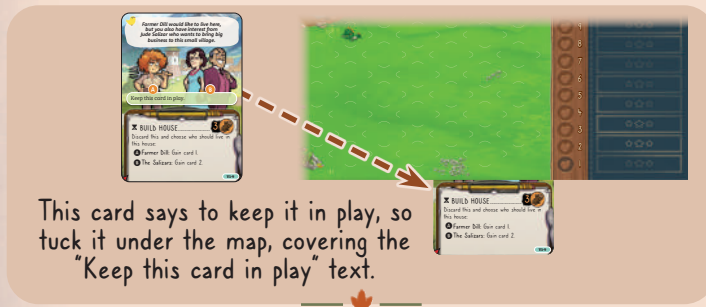 Farmer Dill would like to live here,
but you also have interest from
Jude Salizar who wants to bring big
business to this small village.
A
B
Keep this card in play.
BUILD HOUSE
3
Discard this and choose who should live in
this house:
A Farmer Dill: Gain card 1.
B The Salizars: Gain card 2.
9
8
7
6
5
4
3
2
1
BUILD HOUSE
3
Discard this and choose who should live in
this house:
A Farmer Dill: Gain card 1.
B The Salizars: Gain card 2.
This card says to keep it in play, so
tuck it under the map, covering the
"Keep this card in play" text.